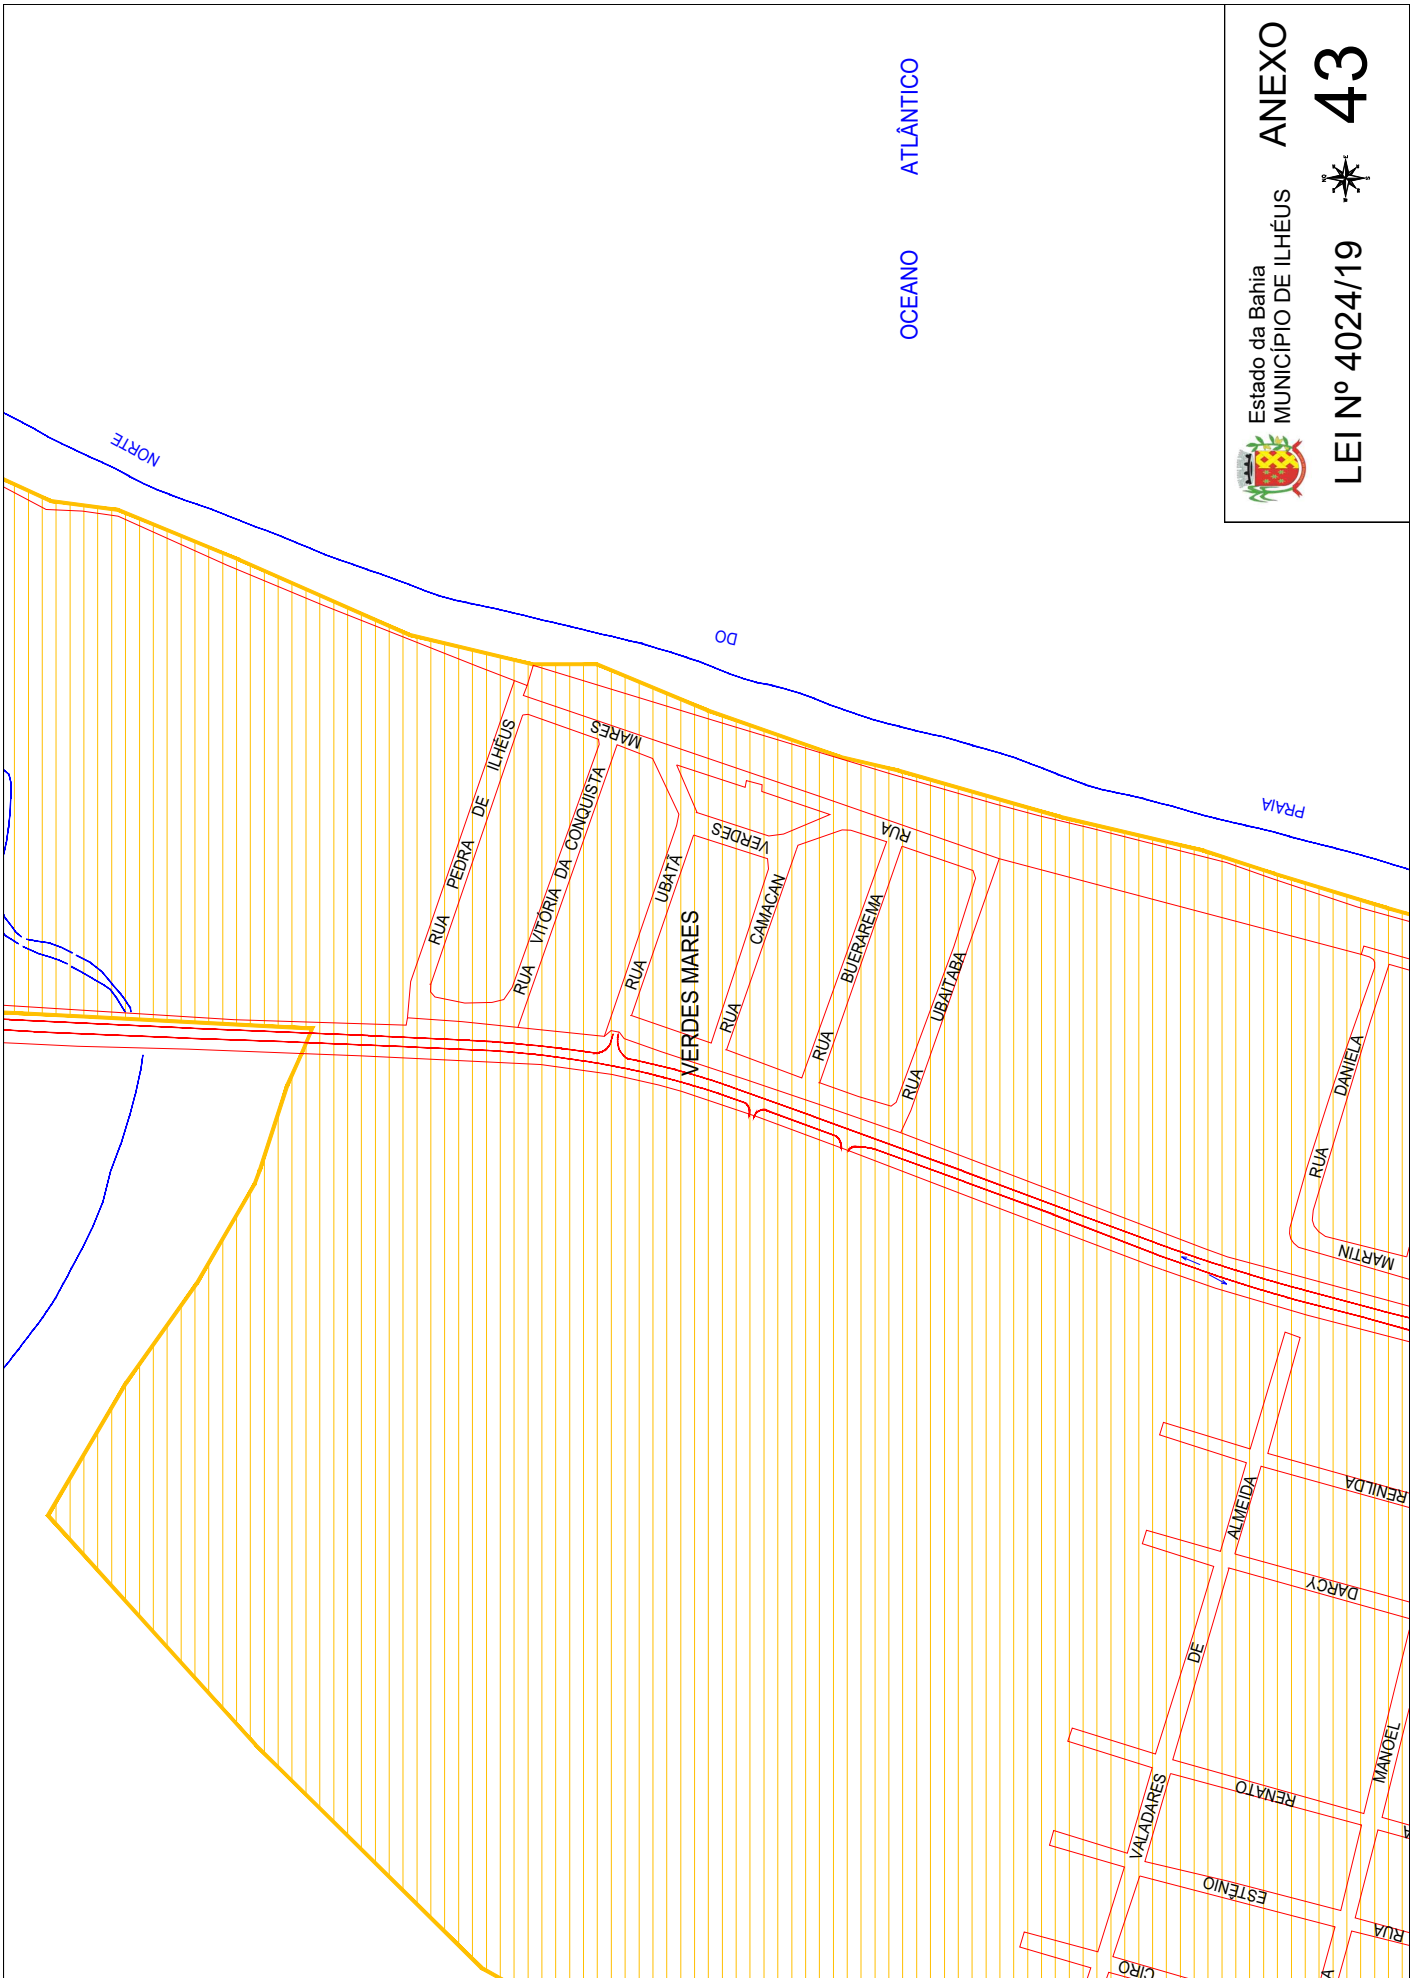 Estado da Bahia
MUNICÍPIO DE ILHÉUS
ANEXO
LEI Nº 4024/19
43
OCEANO ATLÂNTICO
PRAIA DO NORTE
VERDES MARES
RUA PEDRA DE ILHÉUS
RUA VITÓRIA DA CONQUISTA
RUA UBATÃ
RUA CAMACAN
RUA BUERAREMA
RUA UBAITABA
RUA VERDES MARES
RUA DANIELA
MARTIN
VALADARES DE ALMEIDA
RENILDA
DARCY
RENATO
ESTÊNIO
CIRO
MANOEL
RUA
A